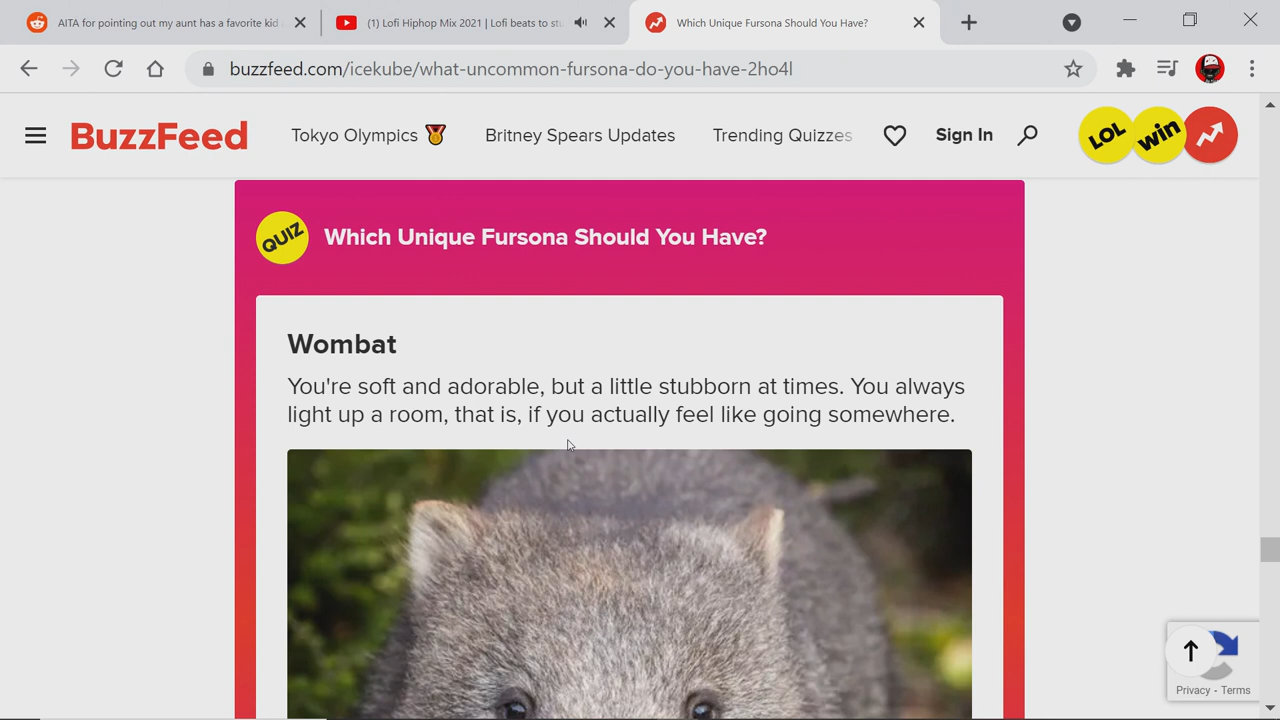 AITA for pointing out my aunt has a favorite kid
(1) Lofi Hiphop Mix 2021 | Lofi beats to stu
Which Unique Fursona Should You Have?
buzzfeed.com/icekube/what-uncommon-fursona-do-you-have-2ho4l
BuzzFeed
Tokyo Olympics
Britney Spears Updates
Trending Quizzes
Sign In
LOL
win
QUIZ
Which Unique Fursona Should You Have?
Wombat
You're soft and adorable, but a little stubborn at times. You always
light up a room, that is, if you actually feel like going somewhere.
Privacy - Terms